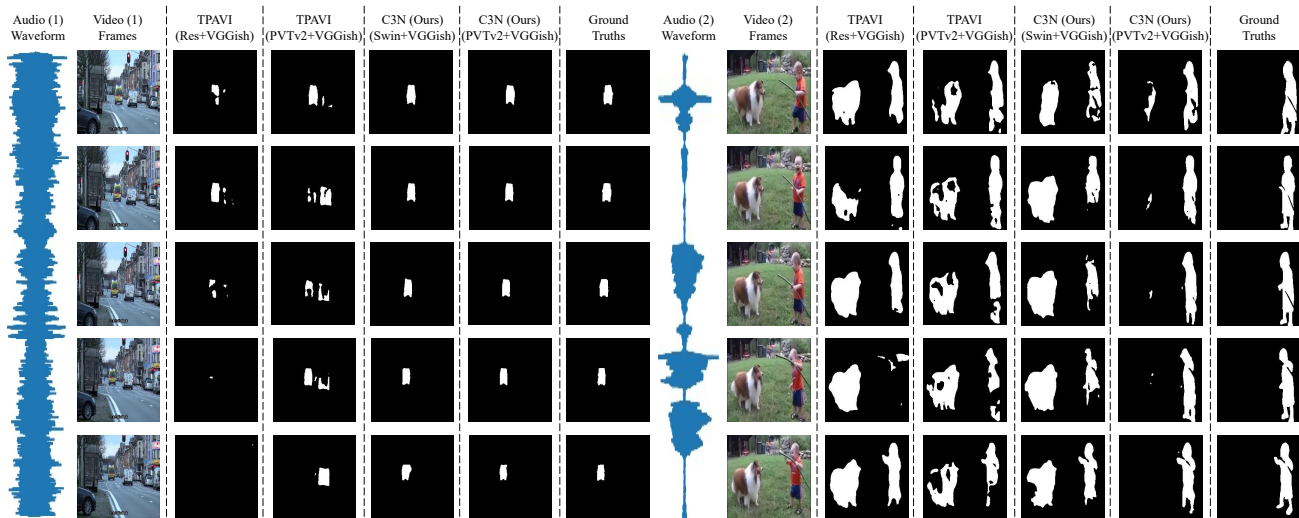 Audio (1) Waveform
Video (1) Frames
TPAVI (Res+VGGish)
TPAVI (PVTv2+VGGish)
C3N (Ours) (Swin+VGGish)
C3N (Ours) (PVTv2+VGGish)
Ground Truths
Audio (2) Waveform
Video (2) Frames
TPAVI (Res+VGGish)
TPAVI (PVTv2+VGGish)
C3N (Ours) (Swin+VGGish)
C3N (Ours) (PVTv2+VGGish)
Ground Truths